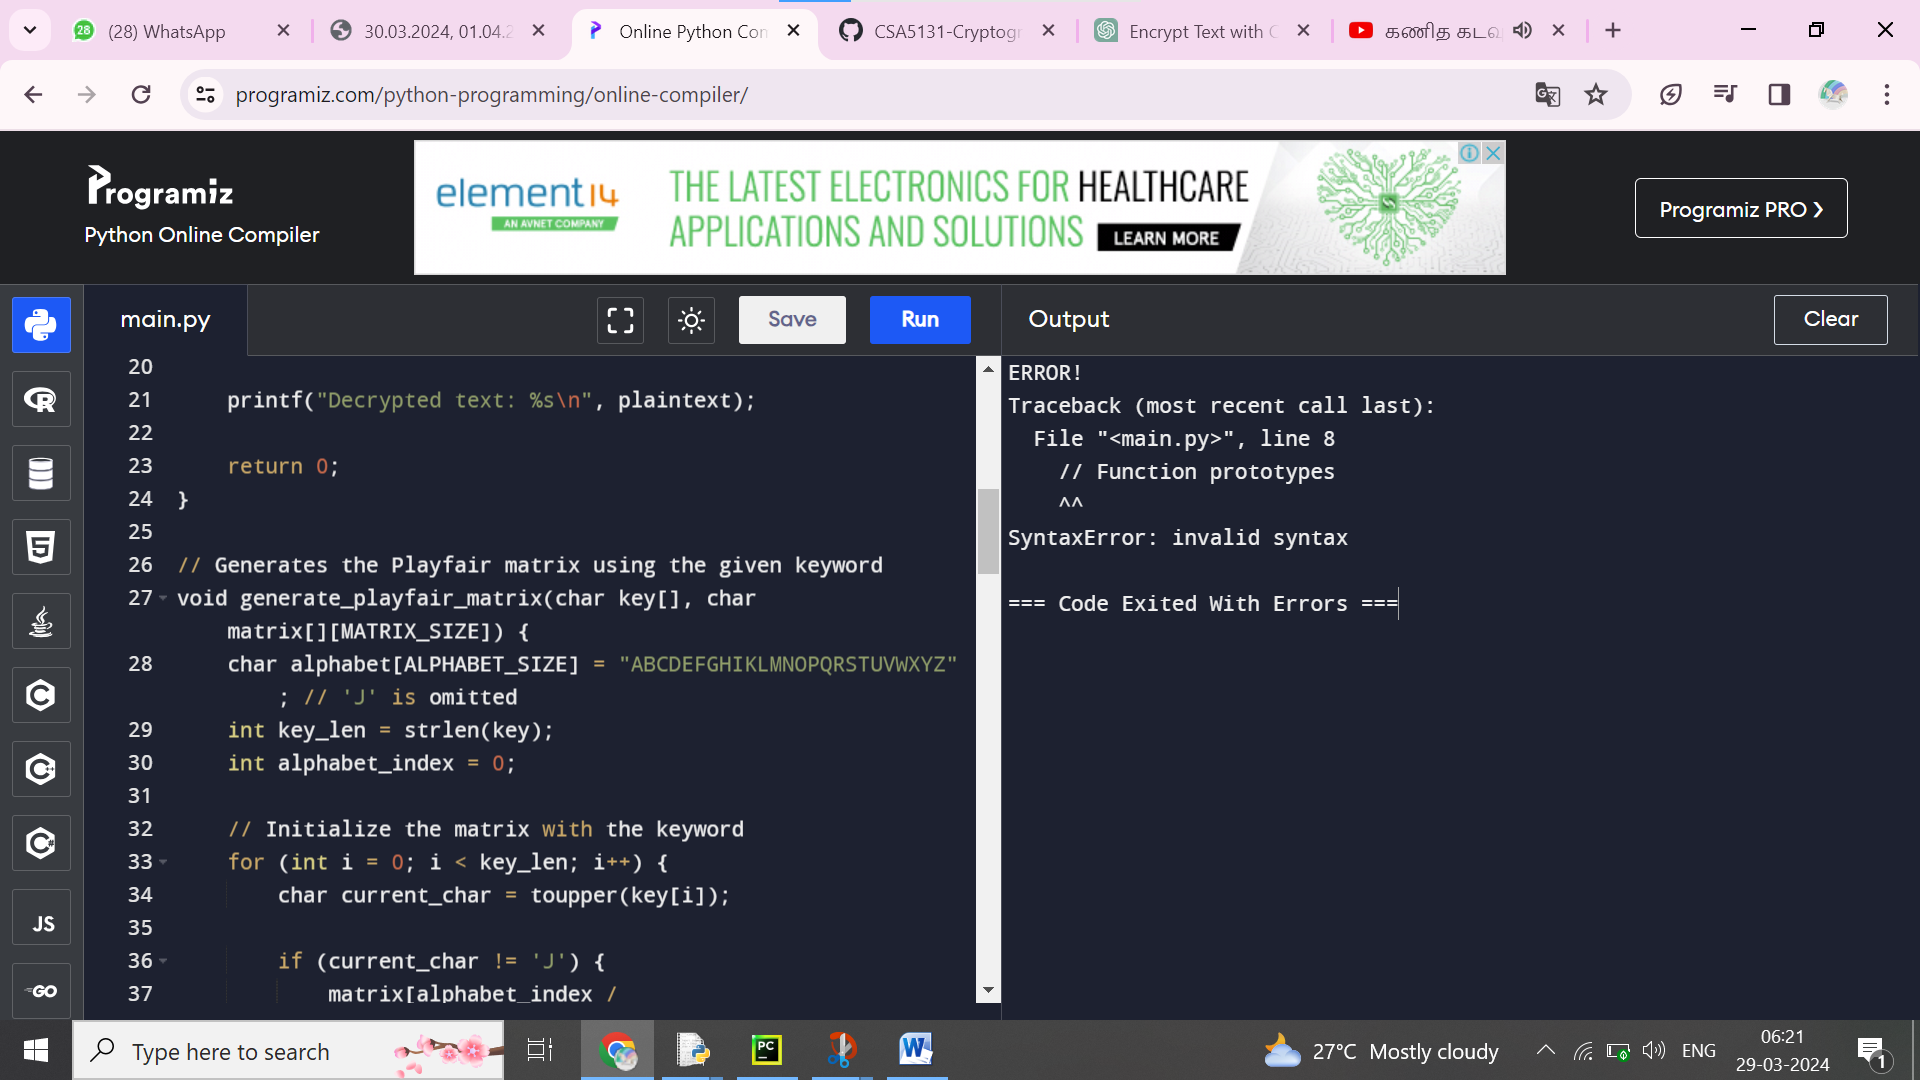 (28) WhatsApp
30.03.2024, 01.04.2
Online Python Con
CSA5131-Cryptogr
Encrypt Text with C
கணித கடவு
programiz.com/python-programming/online-compiler/
Programiz
Python Online Compiler
element14
AN AVNET COMPANY
THE LATEST ELECTRONICS FOR HEALTHCARE
APPLICATIONS AND SOLUTIONS
LEARN MORE
Programiz PRO ❯
main.py
Save
Run
Output
Clear
20
21 printf("Decrypted text: %s\n", plaintext);
22
23 return 0;
24 }
25
26 // Generates the Playfair matrix using the given keyword
27 void generate_playfair_matrix(char key[], char
matrix[][MATRIX_SIZE]) {
28 char alphabet[ALPHABET_SIZE] = "ABCDEFGHIKLMNOPQRSTUVWXYZ"
; // 'J' is omitted
29 int key_len = strlen(key);
30 int alphabet_index = 0;
31
32 // Initialize the matrix with the keyword
33 for (int i = 0; i < key_len; i++) {
34 char current_char = toupper(key[i]);
35
36 if (current_char != 'J') {
37 matrix[alphabet_index /
ERROR!
Traceback (most recent call last):
File "<main.py>", line 8
// Function prototypes
^^
SyntaxError: invalid syntax
=== Code Exited With Errors ===
JS
GO
Type here to search
PC
W
27°C Mostly cloudy
ENG
06:21
29-03-2024
1